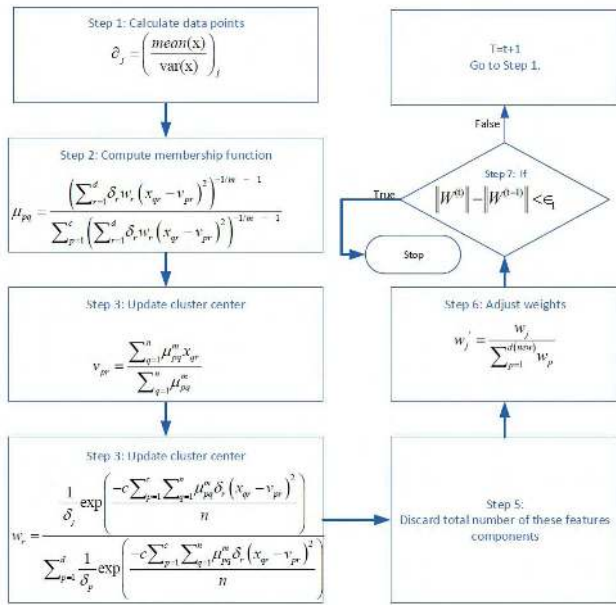 Step 1: Calculate data points
∂_j = (mean(x) / var(x))_j
Step 2: Compute membership function
μ_pq = (∑_{r=1}^{d} δ_r w_r (x_qr − v_pr)^2)^{−1/m − 1} / ∑_{p=1}^{c} (∑_{r=1}^{d} δ_r w_r (x_qr − v_pr)^2)^{−1/m − 1}
Step 3: Update cluster center
v_pr = ∑_{q=1}^{n} μ_pq^m x_qr / ∑_{q=1}^{n} μ_pq^m
Step 3: Update cluster center
w_r = (1/δ_j) exp(−c ∑_{p=1}^{c} ∑_{q=1}^{n} μ_pq^m δ_r (x_qr − v_pr)^2 / n) / ∑_{p=1}^{d} (1/δ_p) exp(−c ∑_{p=1}^{c} ∑_{q=1}^{n} μ_pq^m δ_r (x_qr − v_pr)^2 / n)
Step 5:
Discard total number of these features
components
Step 6: Adjust weights
w_j' = w_j / ∑_{p=1}^{d(new)} w_p
Step 7: If
‖W^(t)‖ − ‖W^(t−1)‖ < ∈_1
True
Stop
False
T=t+1
Go to Step 1.